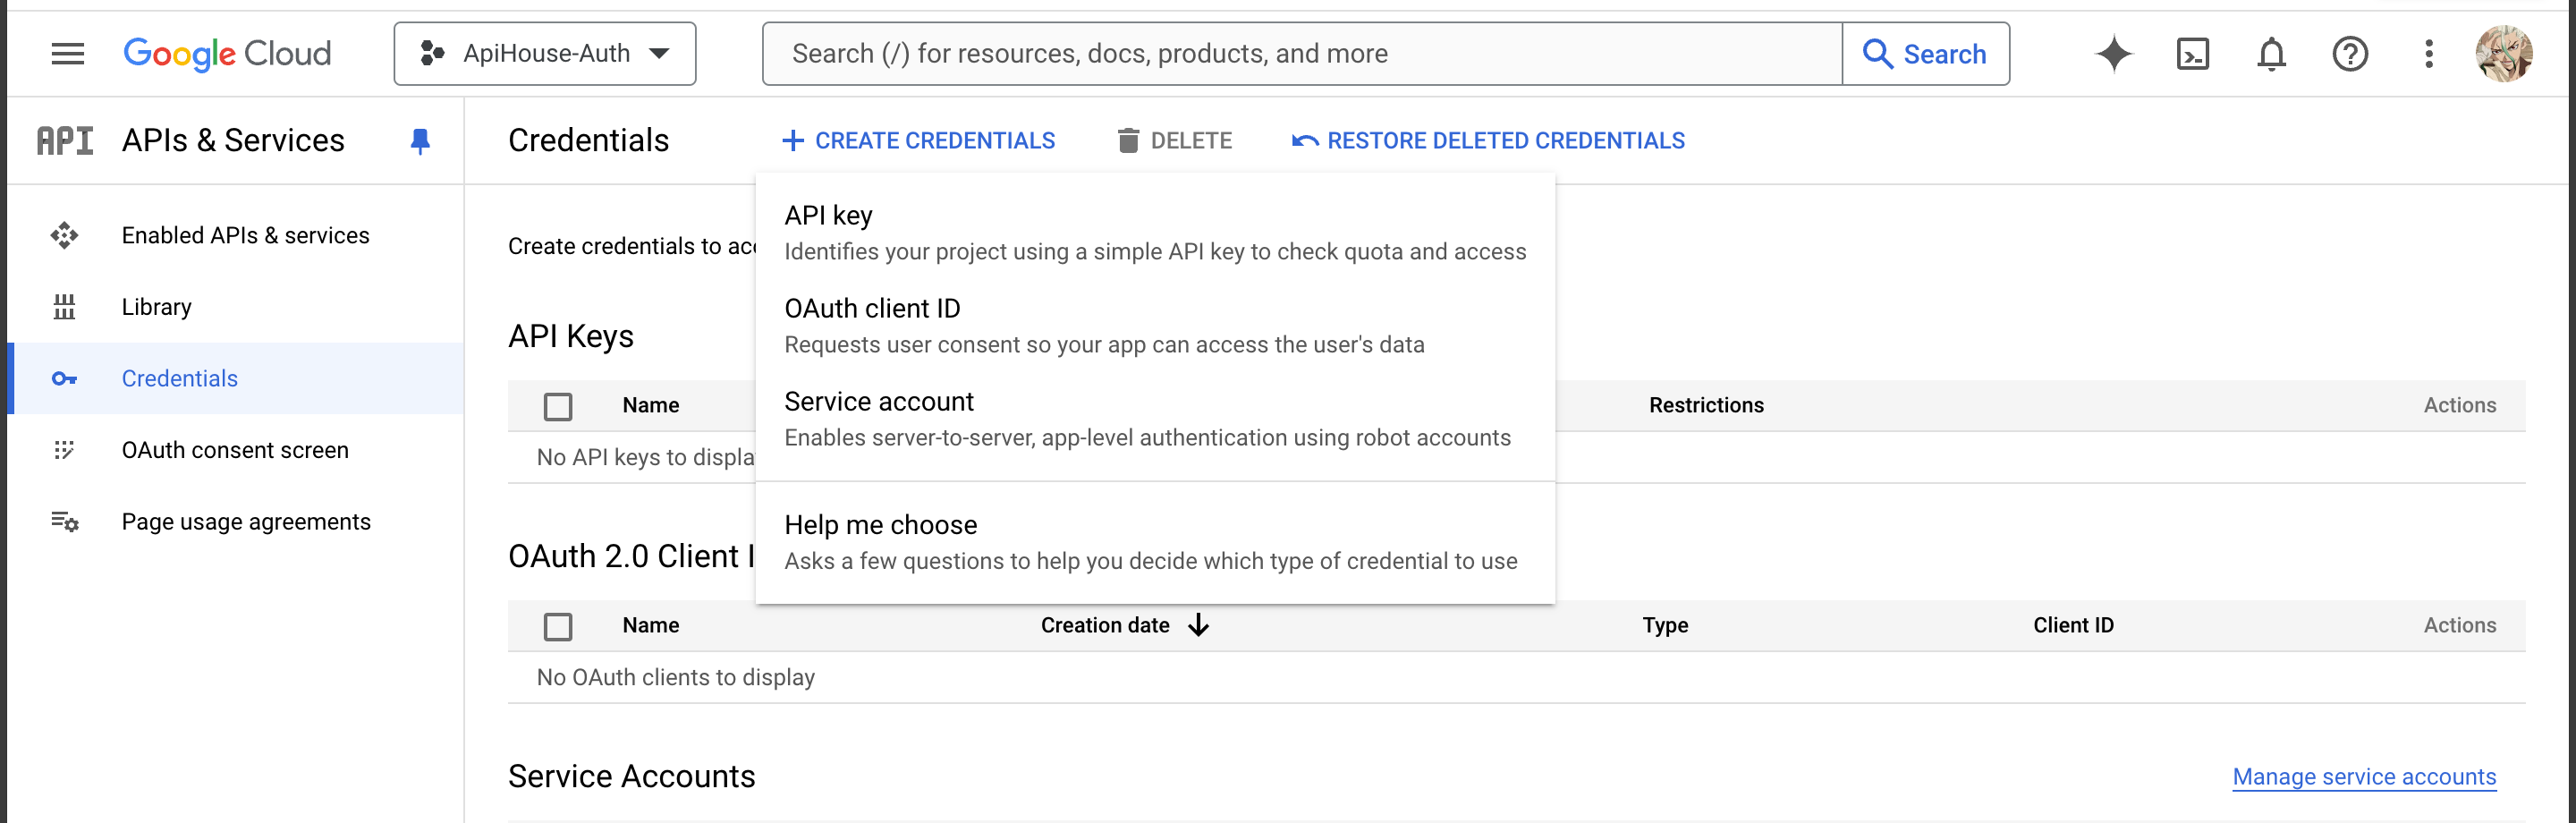 Google Cloud
ApiHouse-Auth
Search (/) for resources, docs, products, and more
Search
API
APIs & Services
Credentials
CREATE CREDENTIALS
DELETE
RESTORE DELETED CREDENTIALS
Enabled APIs & services
Library
Credentials
OAuth consent screen
Page usage agreements
Create credentials to acc
API key
Identifies your project using a simple API key to check quota and access
OAuth client ID
Requests user consent so your app can access the user's data
Service account
Enables server-to-server, app-level authentication using robot accounts
Help me choose
Asks a few questions to help you decide which type of credential to use
API Keys
Name
Restrictions
Actions
No API keys to displa
OAuth 2.0 Client I
Name
Creation date
Type
Client ID
Actions
No OAuth clients to display
Service Accounts
Manage service accounts